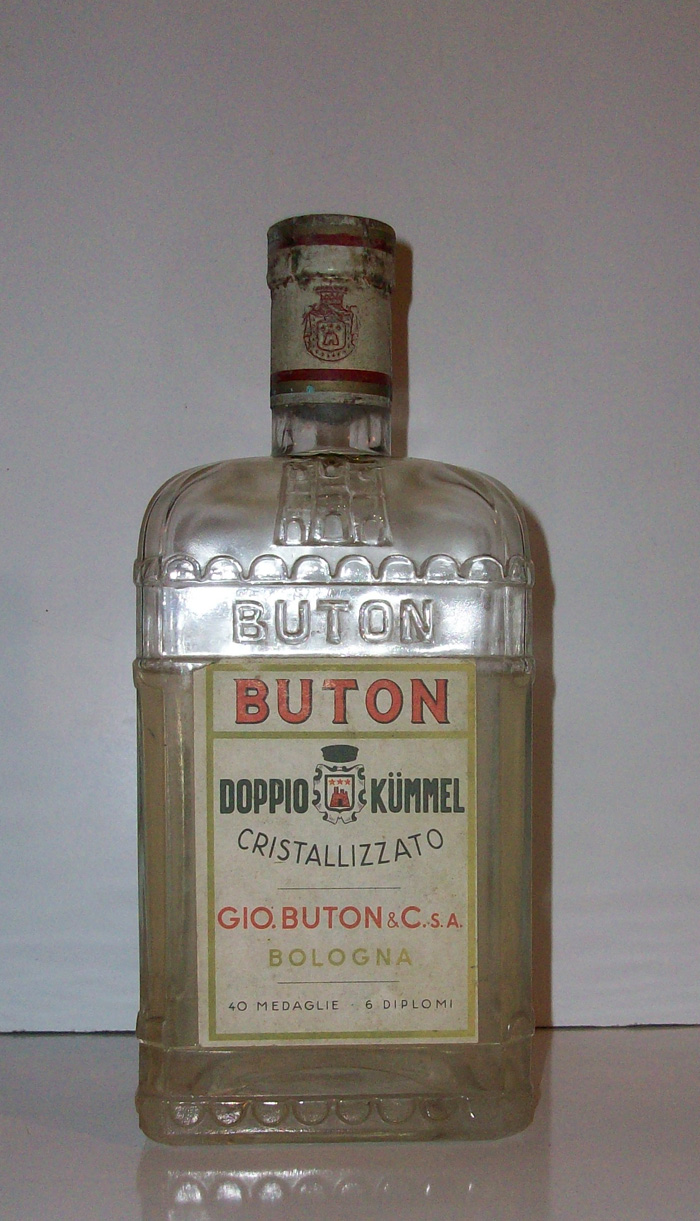 BUTON
BUTON
DOPPIO KÜMMEL
CRISTALLIZZATO
GIO. BUTON & C. S. A.
BOLOGNA
40 MEDAGLIE · 6 DIPLOMI